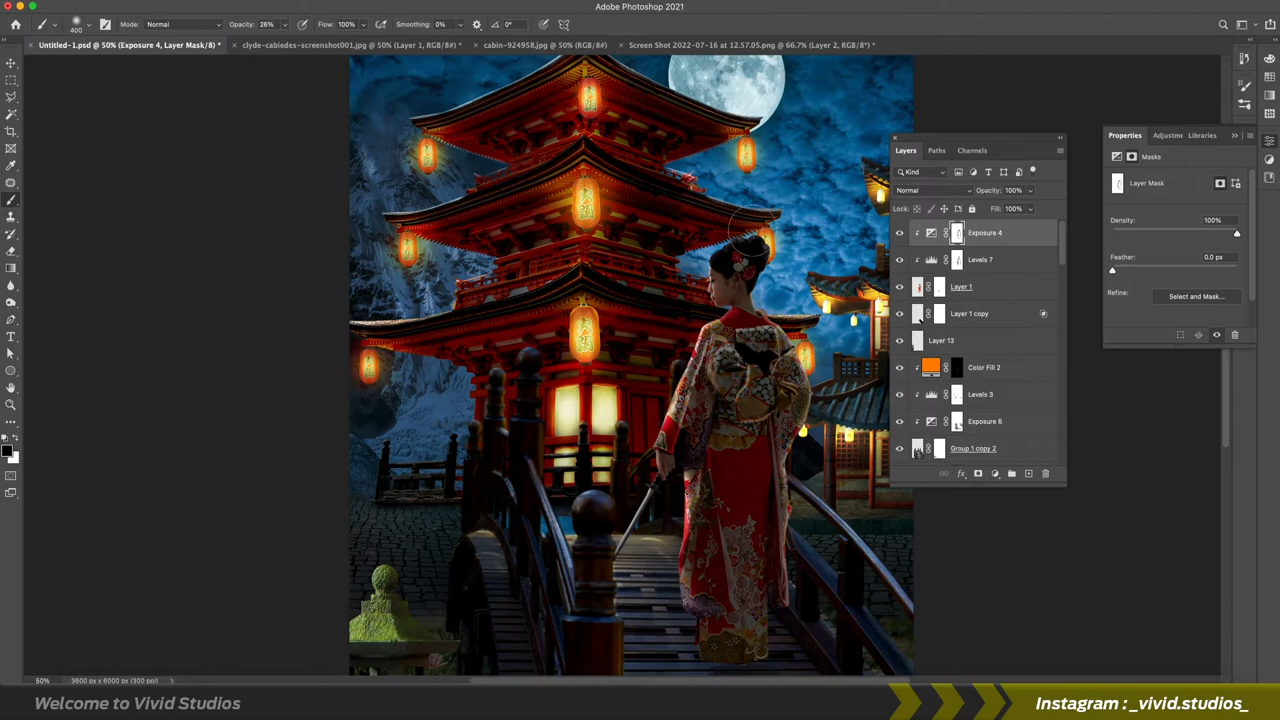 Adobe Photoshop 2021
400
Mode: Normal
Opacity: 26%
Flow: 100%
Smoothing: 0%
0°
Untitled-1.psd @ 50% (Exposure 4, Layer Mask/8) *
clyde-cabiedes-screenshot001.jpg @ 50% (Layer 1, RGB/8#) *
cabin-924958.jpg @ 50% (RGB/8#)
Screen Shot 2022-07-16 at 12.57.05.png @ 66.7% (Layer 2, RGB/8*) *
Layers Paths Channels
Kind
Normal Opacity: 100%
Lock: Fill: 100%
Exposure 4
Levels 7
Layer 1
Layer 1 copy
Layer 13
Color Fill 2
Levels 3
Exposure 6
Group 1 copy 2
fx
Properties Adjustme Libraries
Masks
Layer Mask
Density: 100%
Feather: 0.0 px
Refine: Select and Mask...
50% 3600 px x 6000 px (300 ppi)
Welcome to Vivid Studios
Instagram : _vivid.studios_